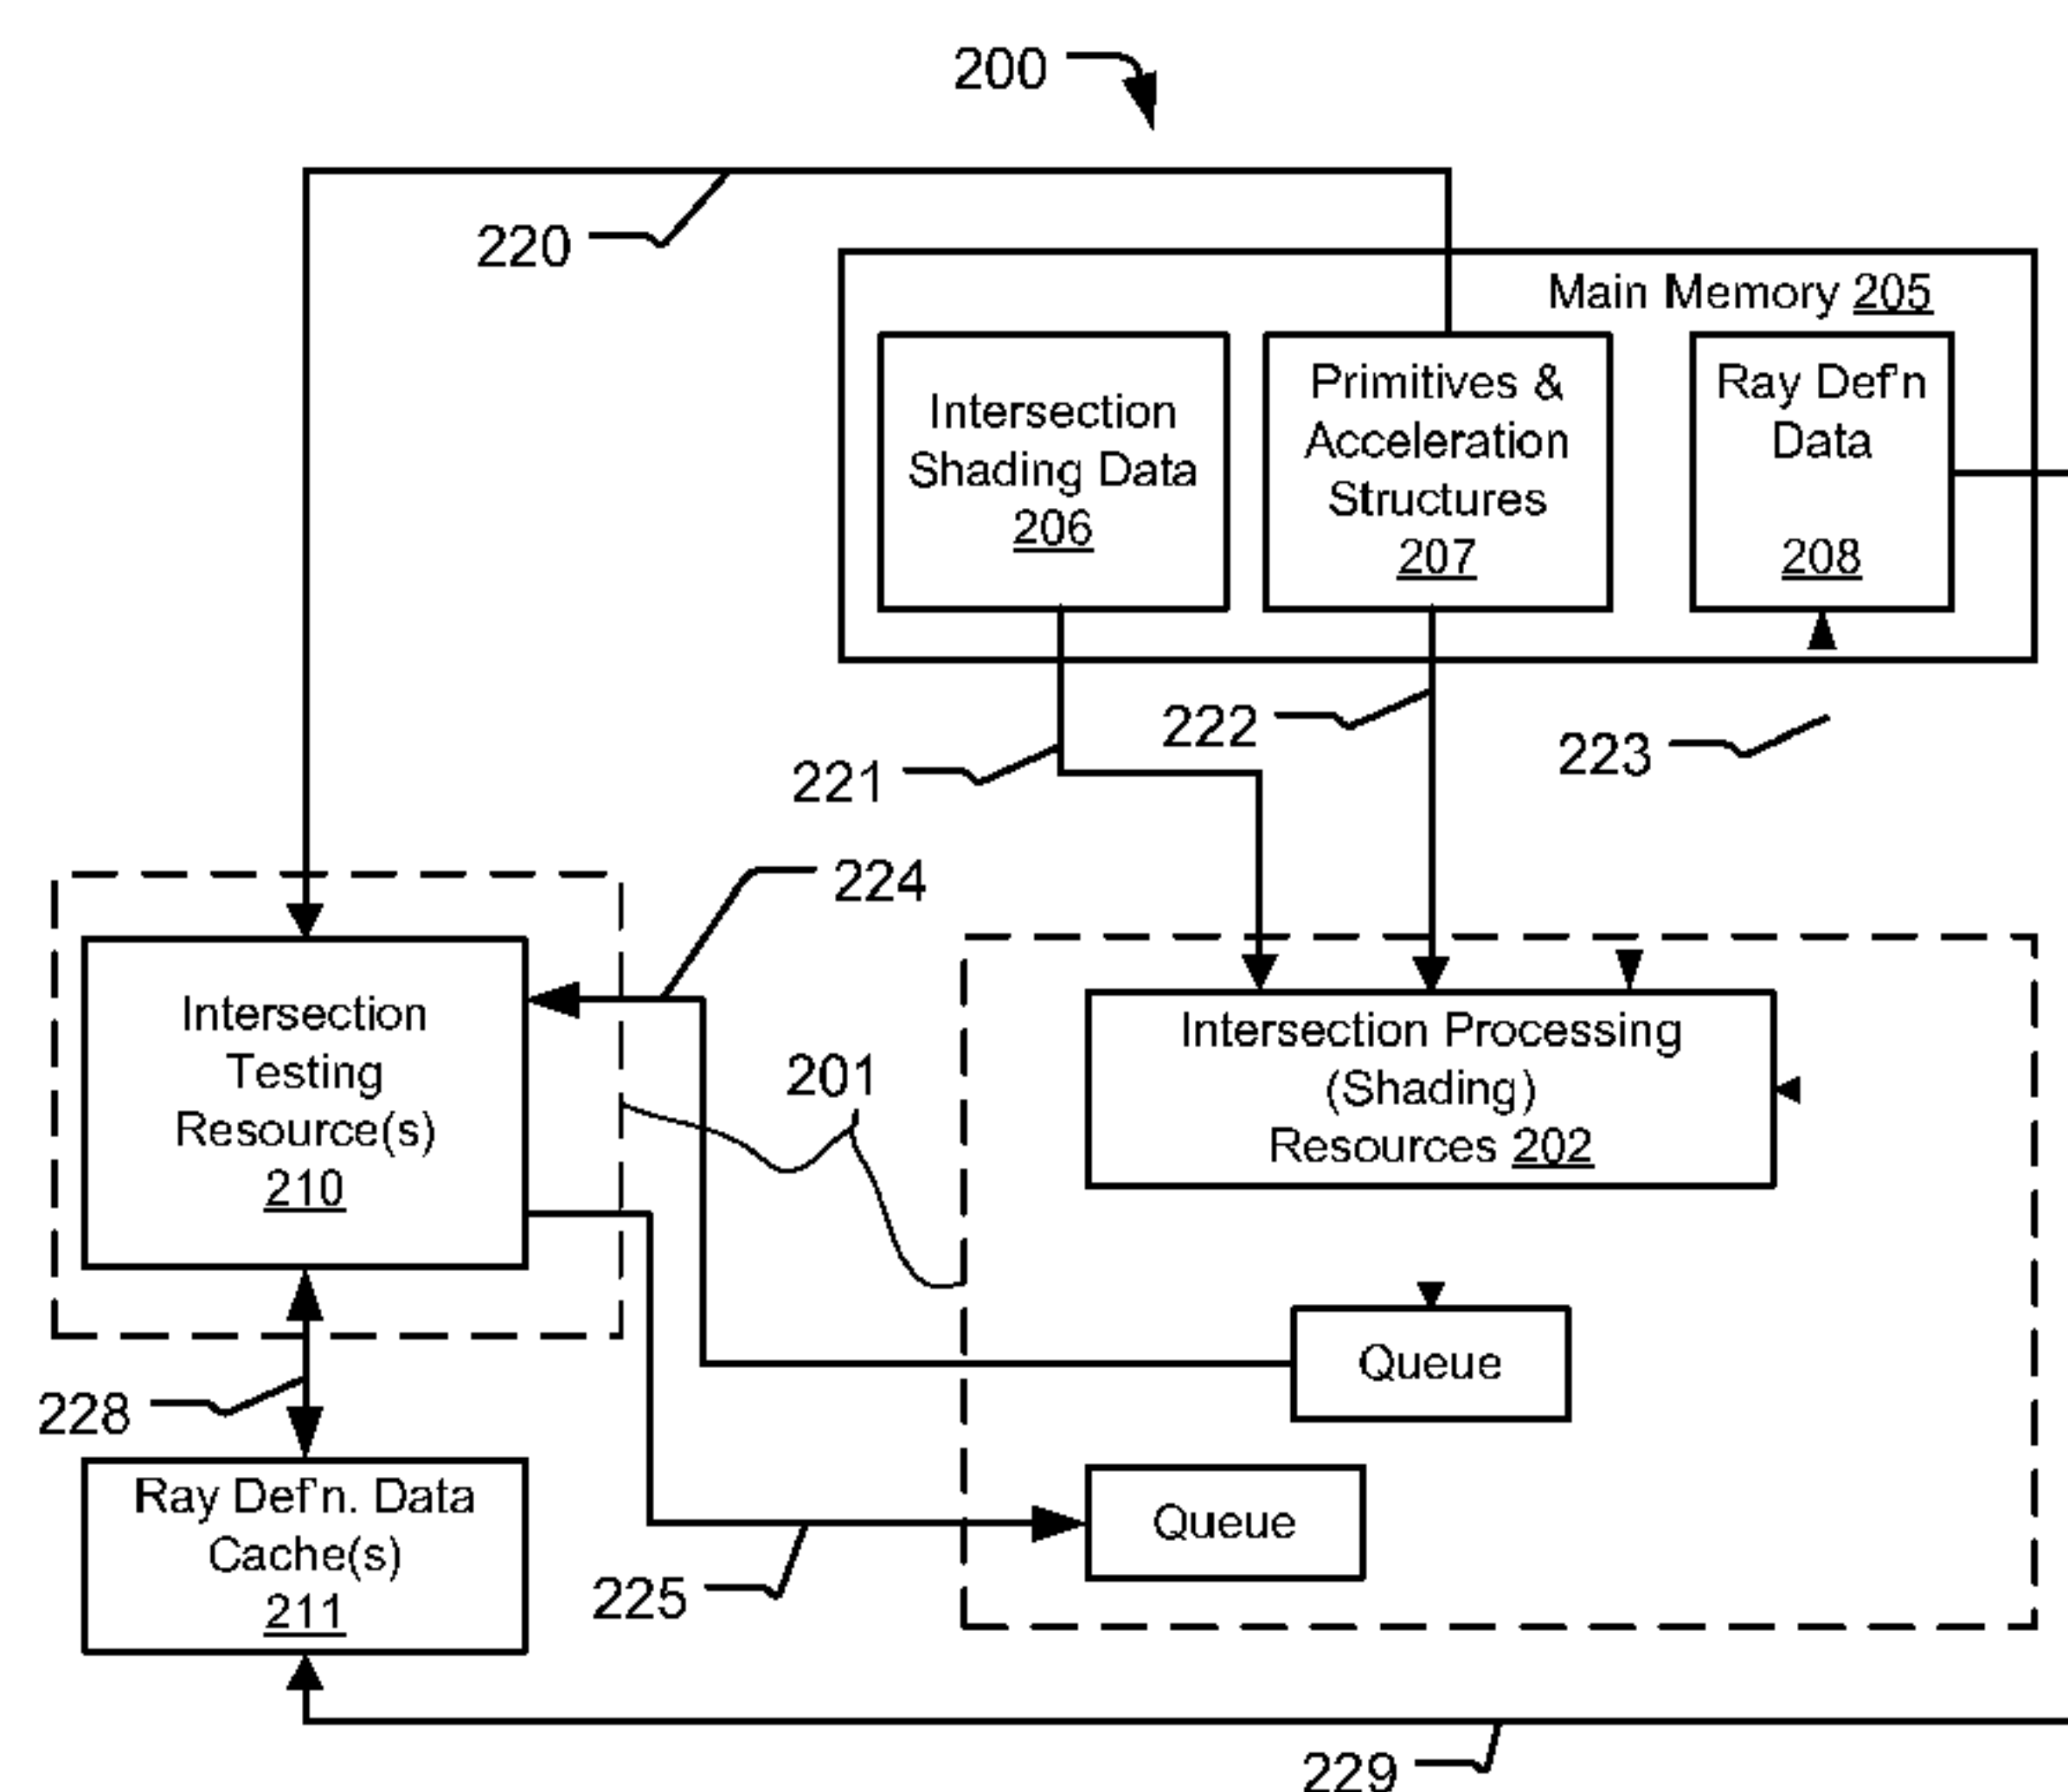 200
220
Main Memory 205
Intersection
Shading Data
206
Primitives &
Acceleration
Structures
207
Ray Def'n
Data
208
221
222
223
224
Intersection
Testing
Resource(s)
210
201
Intersection Processing
(Shading)
Resources 202
Queue
228
Ray Def'n. Data
Cache(s)
211
Queue
225
229